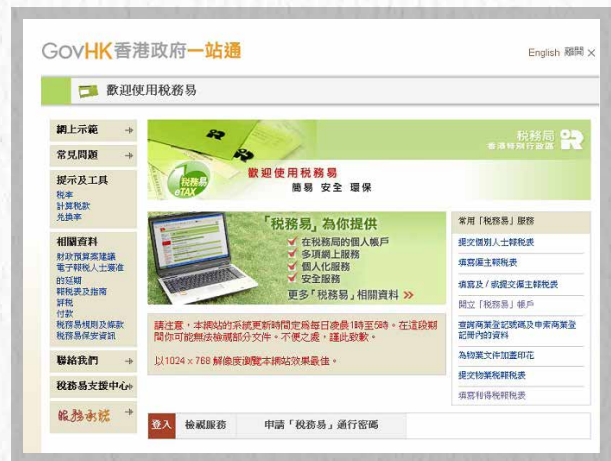 GovHK香港政府一站通
English 離開 ×
歡迎使用稅務易
網上示範
常見問題
提示及工具
稅率
計算稅款
兌換率
相關資料
財政預算案建議
電子報稅人士獲准
的延期
報稅表及指南
評稅
付款
稅務易規則及條款
稅務易保安資訊
聯絡我們
稅務易支援中心
服務承諾
稅務局
香港特別行政區
稅務易
eTAX
歡迎使用稅務易
簡易 安全 環保
「稅務易」為你提供
在稅務局的個人帳戶
多項網上服務
個人化服務
安全服務
更多「稅務易」相關資料 >>
請注意，本網站的系統更新時間定為每日凌晨1時至6時。在這段期
間你可能無法檢視部分文件。不便之處，謹此致歉。
以1024 x 768 解像度瀏覽本網站效果最佳。
常用「稅務易」服務
提交個別人士報稅表
填寫僱主報稅表
填寫及 / 或提交僱主報稅表
開立「稅務易」帳戶
查詢商業登記號碼及申索商業登
記冊內的資料
為物業文件加蓋印花
提交物業稅報稅表
填寫利得稅報稅表
登入
檢視服務
申請「稅務易」通行密碼